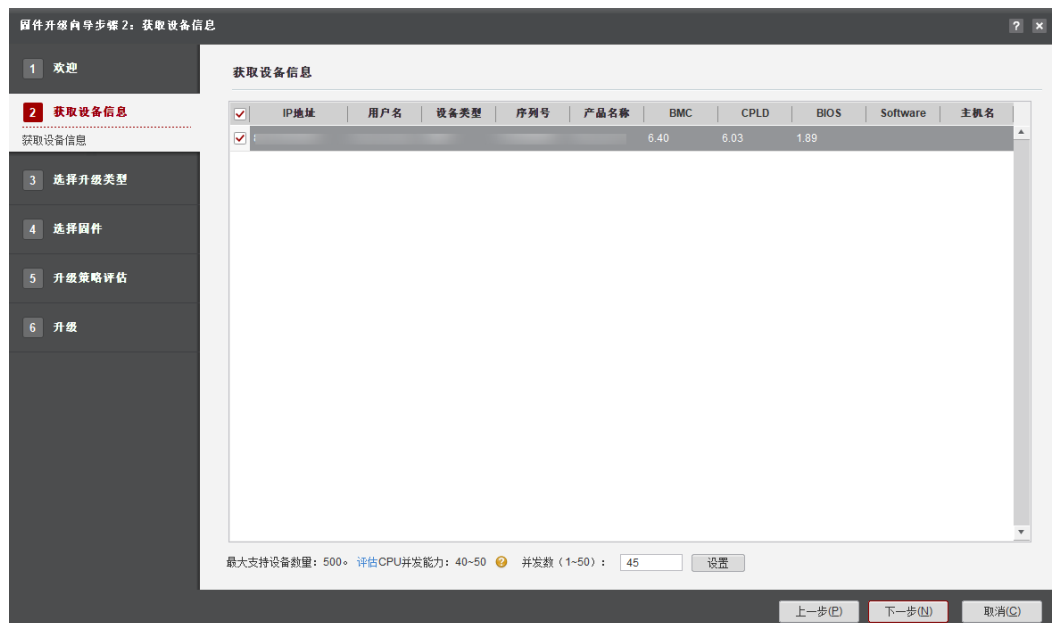 固件升级向导步骤2：获取设备信息
? ×
1 欢迎
2 获取设备信息
获取设备信息
3 选择升级类型
4 选择固件
5 升级策略评估
6 升级
获取设备信息
IP地址 用户名 设备类型 序列号 产品名称 BMC CPLD BIOS Software 主机名
6.40 6.03 1.89
最大支持设备数量：500。 评估CPU并发能力：40~50 ? 并发数（1~50）： 45 设置
上一步(P) 下一步(N) 取消(C)